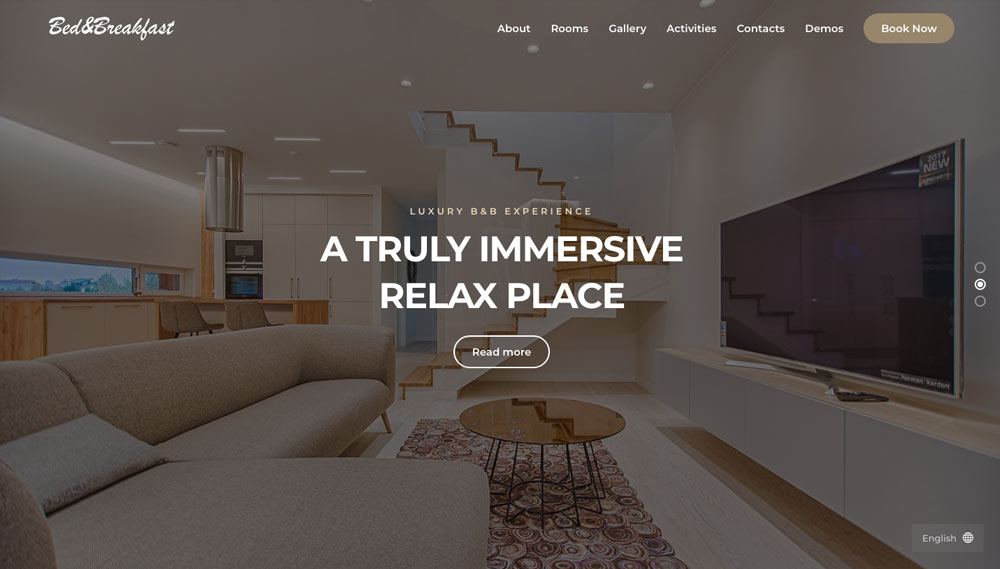 Bed&Breakfast
About Rooms Gallery Activities Contacts Demos Book Now
2017
NEW
LUXURY B&B EXPERIENCE
A TRULY IMMERSIVE
RELAX PLACE
Read more
harman kardon
English